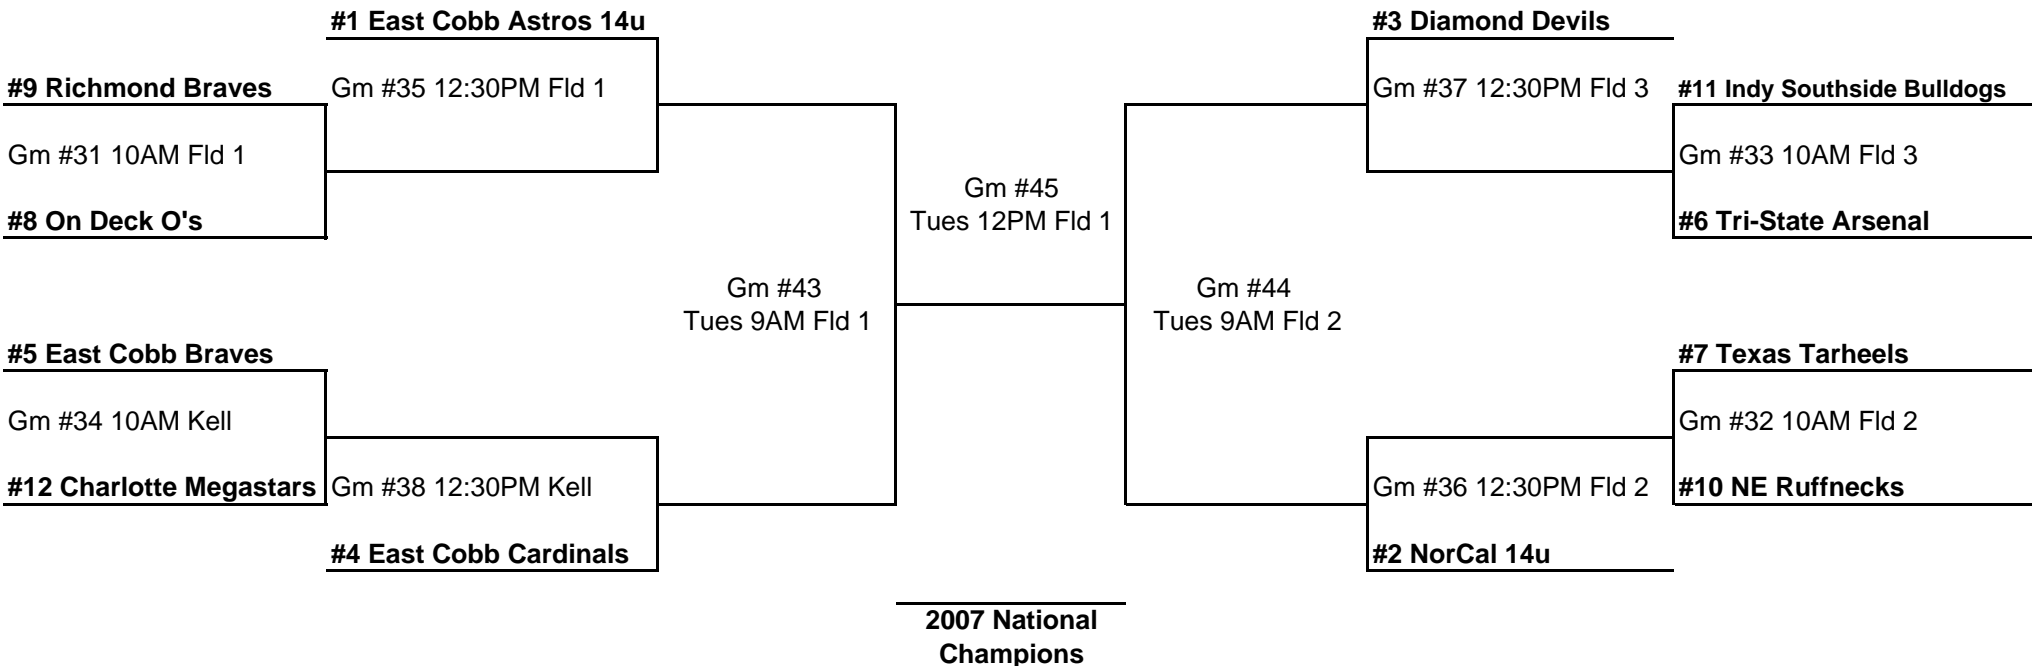 #1 East Cobb Astros 14u
#3 Diamond Devils
#9 Richmond Braves
Gm #35 12:30PM Fld 1
Gm #37 12:30PM Fld 3
#11 Indy Southside Bulldogs
Gm #31 10AM Fld 1
Gm #33 10AM Fld 3
Gm #45
Tues 12PM Fld 1
#8 On Deck O's
#6 Tri-State Arsenal
Gm #43
Tues 9AM Fld 1
Gm #44
Tues 9AM Fld 2
#5 East Cobb Braves
#7 Texas Tarheels
Gm #34 10AM Kell
Gm #32 10AM Fld 2
#12 Charlotte Megastars
Gm #38 12:30PM Kell
Gm #36 12:30PM Fld 2
#10 NE Ruffnecks
#4 East Cobb Cardinals
#2 NorCal 14u
2007 National
Champions